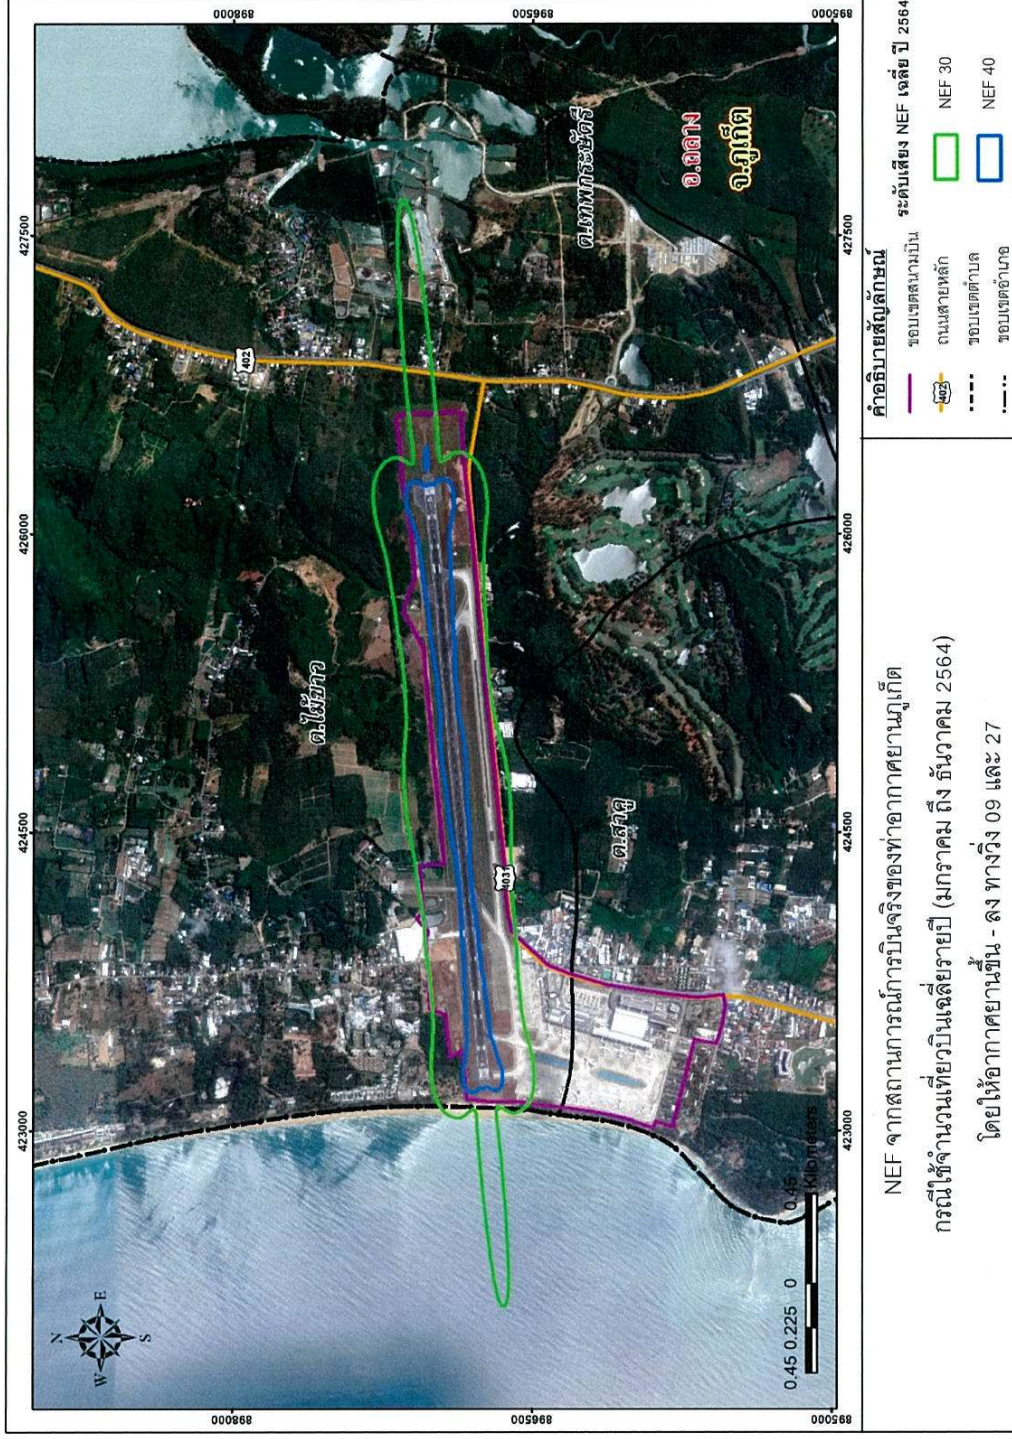 423000
424500
426000
427500
898000
896500
895000
898000
896500
895000
N
W
E
S
402
4031
ต.ไม้ขาว
ต.สาคู
ต.เทพกระษัตรี
อ.ถลาง
จ.ภูเก็ต
0.45 0.225 0 0.45
Kilometers
423000
424500
426000
427500
NEF จากสถานการณ์การบินจริงของท่าอากาศยานภูเก็ต
กรณีใช้จำนวนเที่ยวบินเฉลี่ยรายปี (มกราคม ถึง ธันวาคม 2564)
โดยให้อากาศยานขึ้น - ลง ทางวิ่ง 09 และ 27
คำอธิบายสัญลักษณ์
ขอบเขตสนามบิน
402 ถนนสายหลัก
ขอบเขตตำบล
ขอบเขตอำเภอ
ระดับเสียง NEF เฉลี่ย ปี 2564
NEF 30
NEF 40